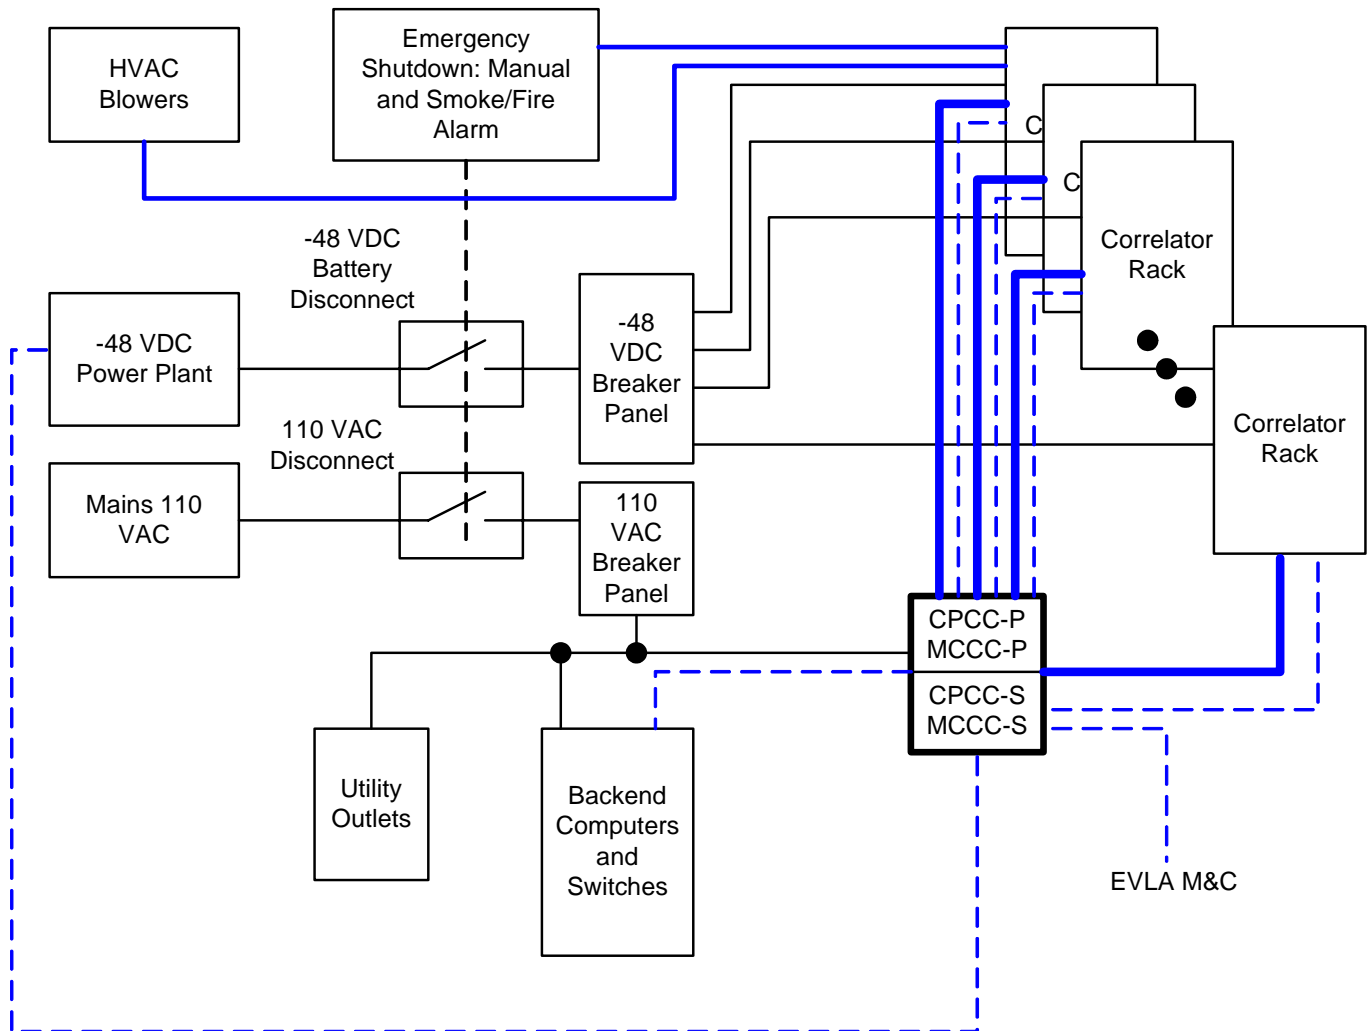 HVAC
Blowers
Emergency
Shutdown: Manual
and Smoke/Fire
Alarm
C
C
Correlator
Rack
-48 VDC
Battery
Disconnect
-48 VDC
Power Plant
-48
VDC
Breaker
Panel
110 VAC
Disconnect
Correlator
Rack
Mains 110
VAC
110
VAC
Breaker
Panel
CPCC-P
MCCC-P
CPCC-S
MCCC-S
Utility
Outlets
Backend
Computers
and
Switches
EVLA M&C